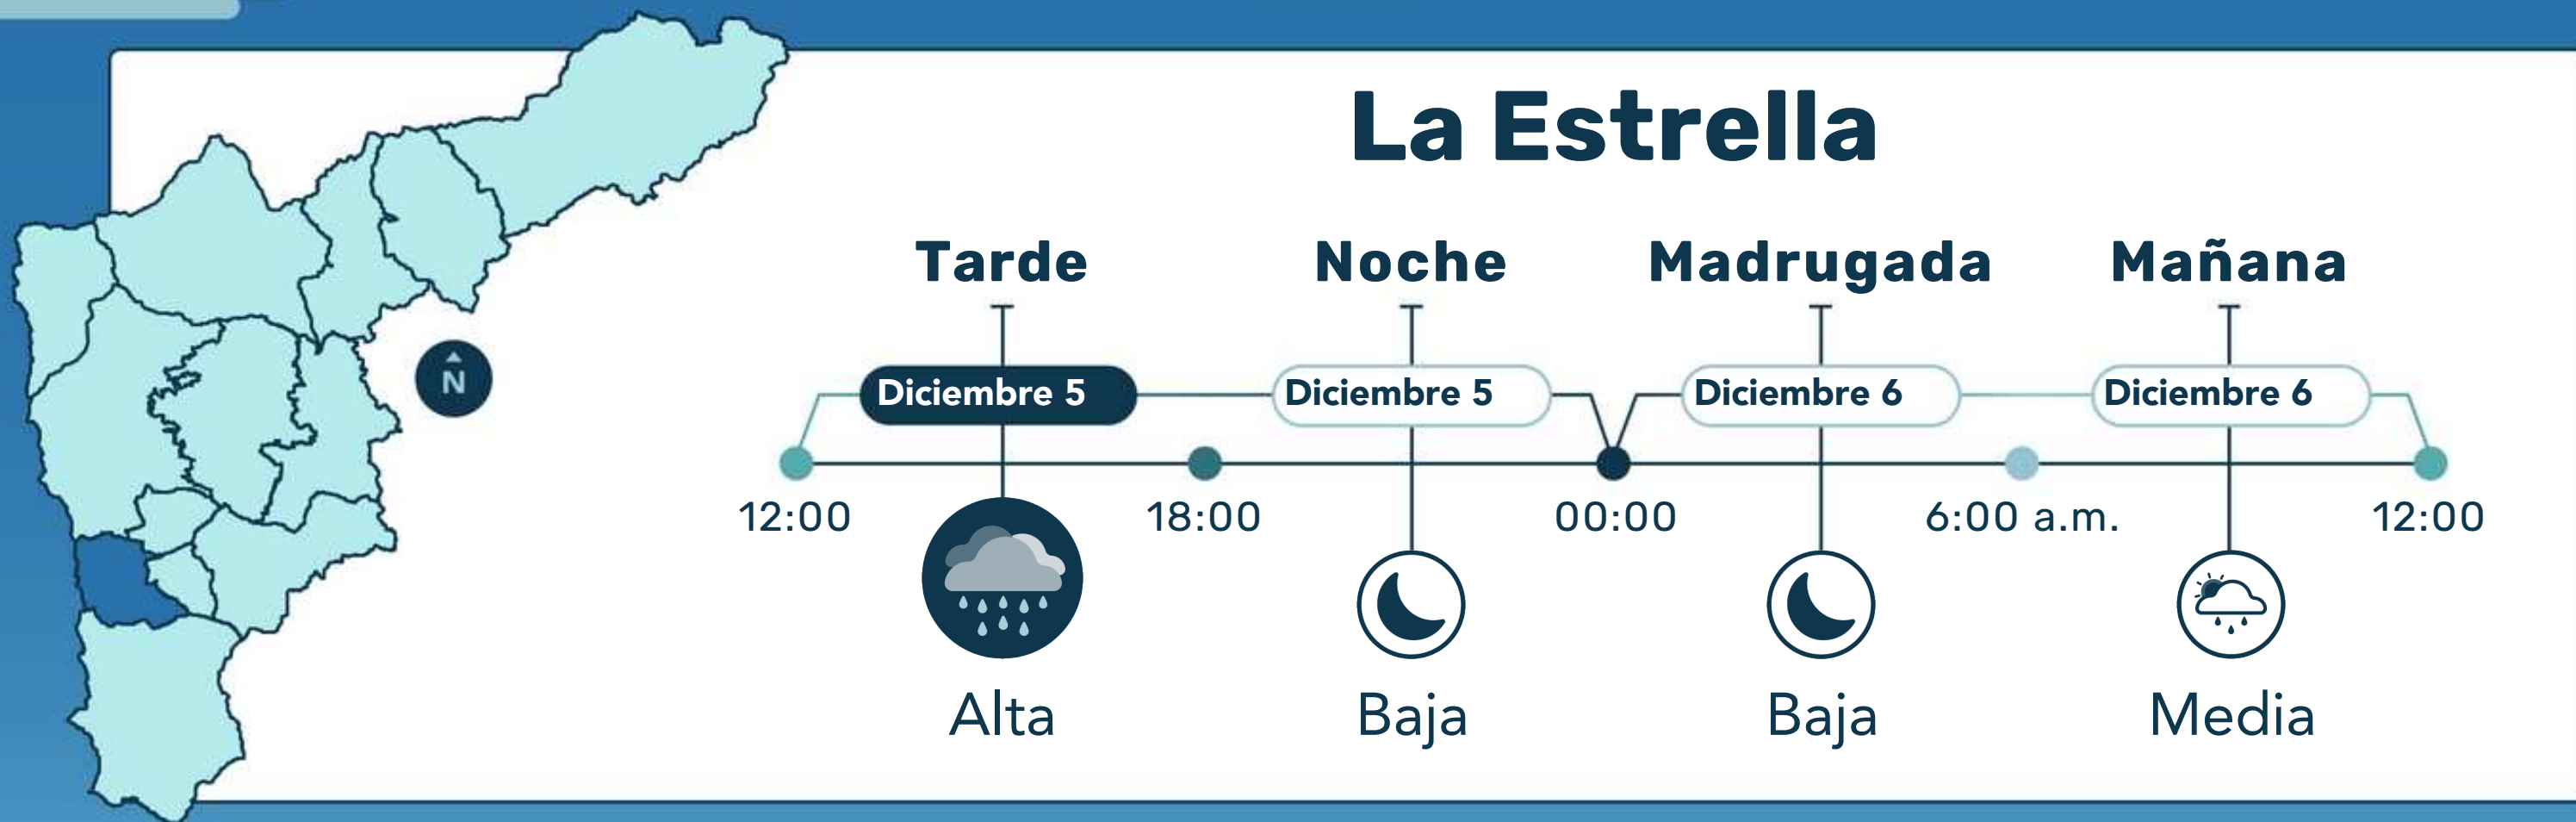 La Estrella
Tarde Noche Madrugada Mañana
Diciembre 5 Diciembre 5 Diciembre 6 Diciembre 6
N
12:00 18:00 00:00 6:00 a.m. 12:00
Alta Baja Baja Media